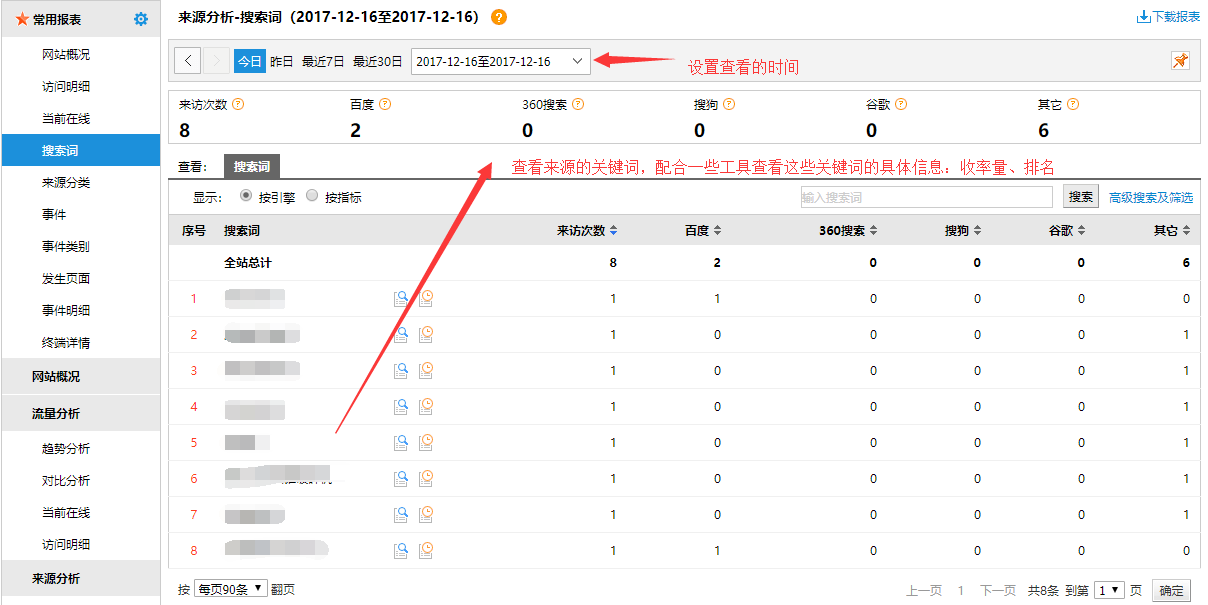 常用报表
网站概况
访问明细
当前在线
搜索词
来源分类
事件
事件类别
发生页面
事件明细
终端详情
网站概况
流量分析
趋势分析
对比分析
当前在线
访问明细
来源分析
来源分析-搜索词（2017-12-16至2017-12-16） ?
下载报表
< > 今日 昨日 最近7日 最近30日 2017-12-16至2017-12-16
设置查看的时间
来访次数 ? 百度 ? 360搜索 ? 搜狗 ? 谷歌 ? 其它 ?
8 2 0 0 0 6
查看： 搜索词
查看来源的关键词，配合一些工具查看这些关键词的具体信息：收率量、排名
显示： 按引擎 按指标 输入搜索词 搜索 高级搜索及筛选
序号 搜索词 来访次数 百度 360搜索 搜狗 谷歌 其它
全站总计 8 2 0 0 0 6
1 1 1 0 0 0 0
2 1 0 0 0 0 1
3 1 0 0 0 0 1
4 1 0 0 0 0 1
5 1 0 0 0 0 1
6 1 0 0 0 0 1
7 1 0 0 0 0 1
8 1 1 0 0 0 0
按 每页90条 翻页 上一页 1 下一页 共8条 到第 1 页 确定